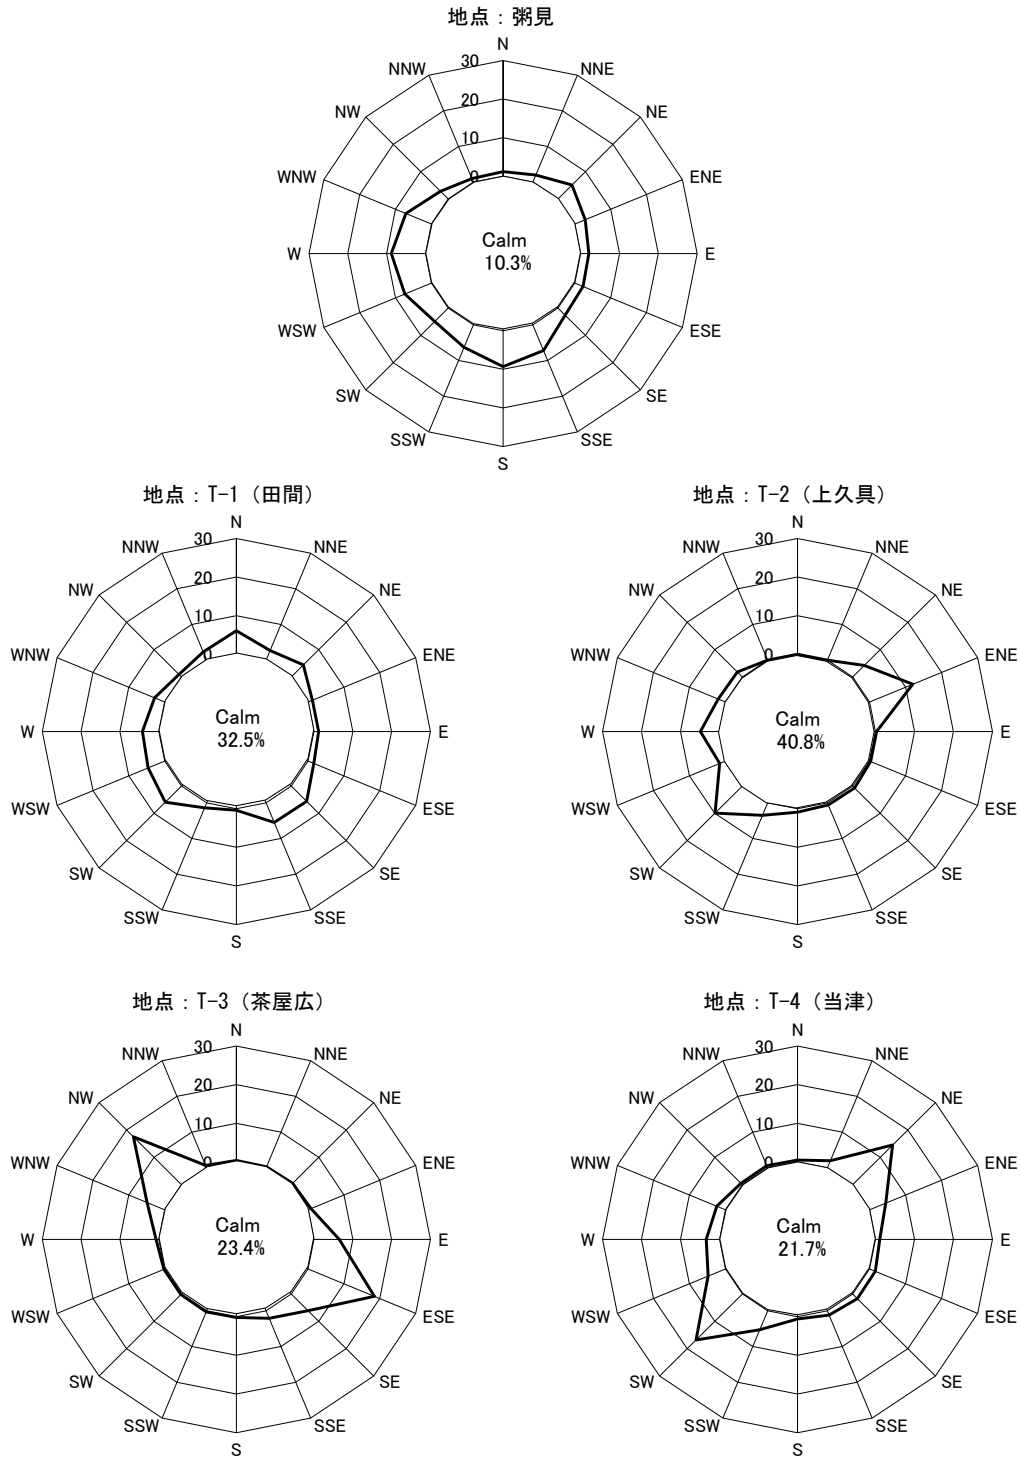 地点：粥見
N
30
NNW
NNE
20
NW
NE
10
WNW
ENE
0
Calm
10.3%
W
E
WSW
ESE
SW
SE
SSW
SSE
S
地点：T-1（田間）
N
30
NNW
NNE
20
NW
NE
10
WNW
ENE
0
Calm
32.5%
W
E
WSW
ESE
SW
SE
SSW
SSE
S
地点：T-2（上久具）
N
30
NNW
NNE
20
NW
NE
10
WNW
ENE
0
Calm
40.8%
W
E
WSW
ESE
SW
SE
SSW
SSE
S
地点：T-3（茶屋広）
N
30
NNW
NNE
20
NW
NE
10
WNW
ENE
0
Calm
23.4%
W
E
WSW
ESE
SW
SE
SSW
SSE
S
地点：T-4（当津）
N
30
NNW
NNE
20
NW
NE
10
WNW
ENE
0
Calm
21.7%
W
E
WSW
ESE
SW
SE
SSW
SSE
S